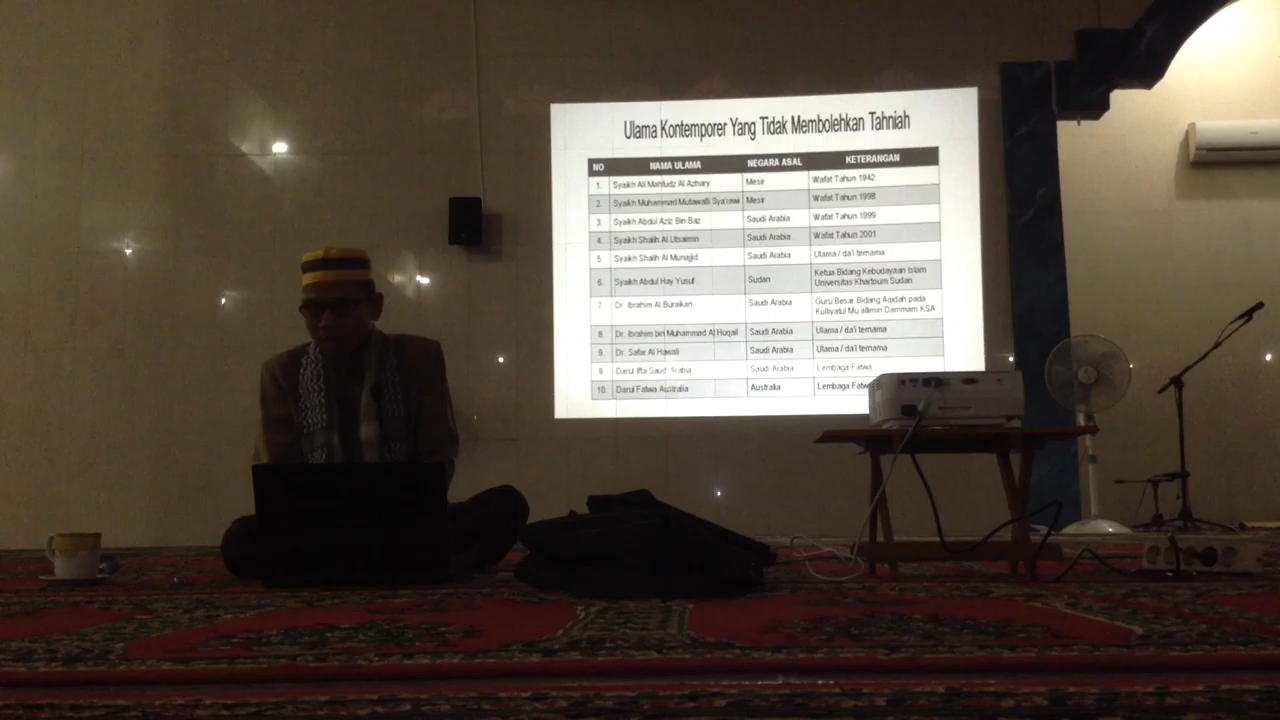 Ulama Kontemporer Yang Tidak Membolehkan Tahniah
NO NAMA ULAMA NEGARA ASAL KETERANGAN
1. Syaikh Ali Mahfudz Al Azhary Mesir Wafat Tahun 1942
2. Syaikh Muhammad Mutawalli Sya'rawi Mesir Wafat Tahun 1998
3. Syaikh Abdul Aziz Bin Baz Saudi Arabia Wafat Tahun 1999
4. Syaikh Shalih Al Utsaimin Saudi Arabia Wafat Tahun 2001
5. Syaikh Shalih Al Munajjid Saudi Arabia Ulama / da'i ternama
6. Syaikh Abdul Hay Yusuf Sudan Ketua Bidang Kebudayaan Islam
Universitas Khartoum Sudan
7. Dr. Ibrahim Al Buraikan Saudi Arabia Guru Besar Bidang Aqidah pada
Kulliyatul Mu'allimin Dammam KSA
8. Dr. Ibrahim bin Muhammad Al Huqail Saudi Arabia Ulama / da'i ternama
9. Dr. Safar Al Hawali Saudi Arabia Ulama / da'i ternama
9. Darul Ifta Saudi Arabia Saudi Arabia Lembaga Fatwa
10. Darul Fatwa Australia Australia Lembaga Fatw